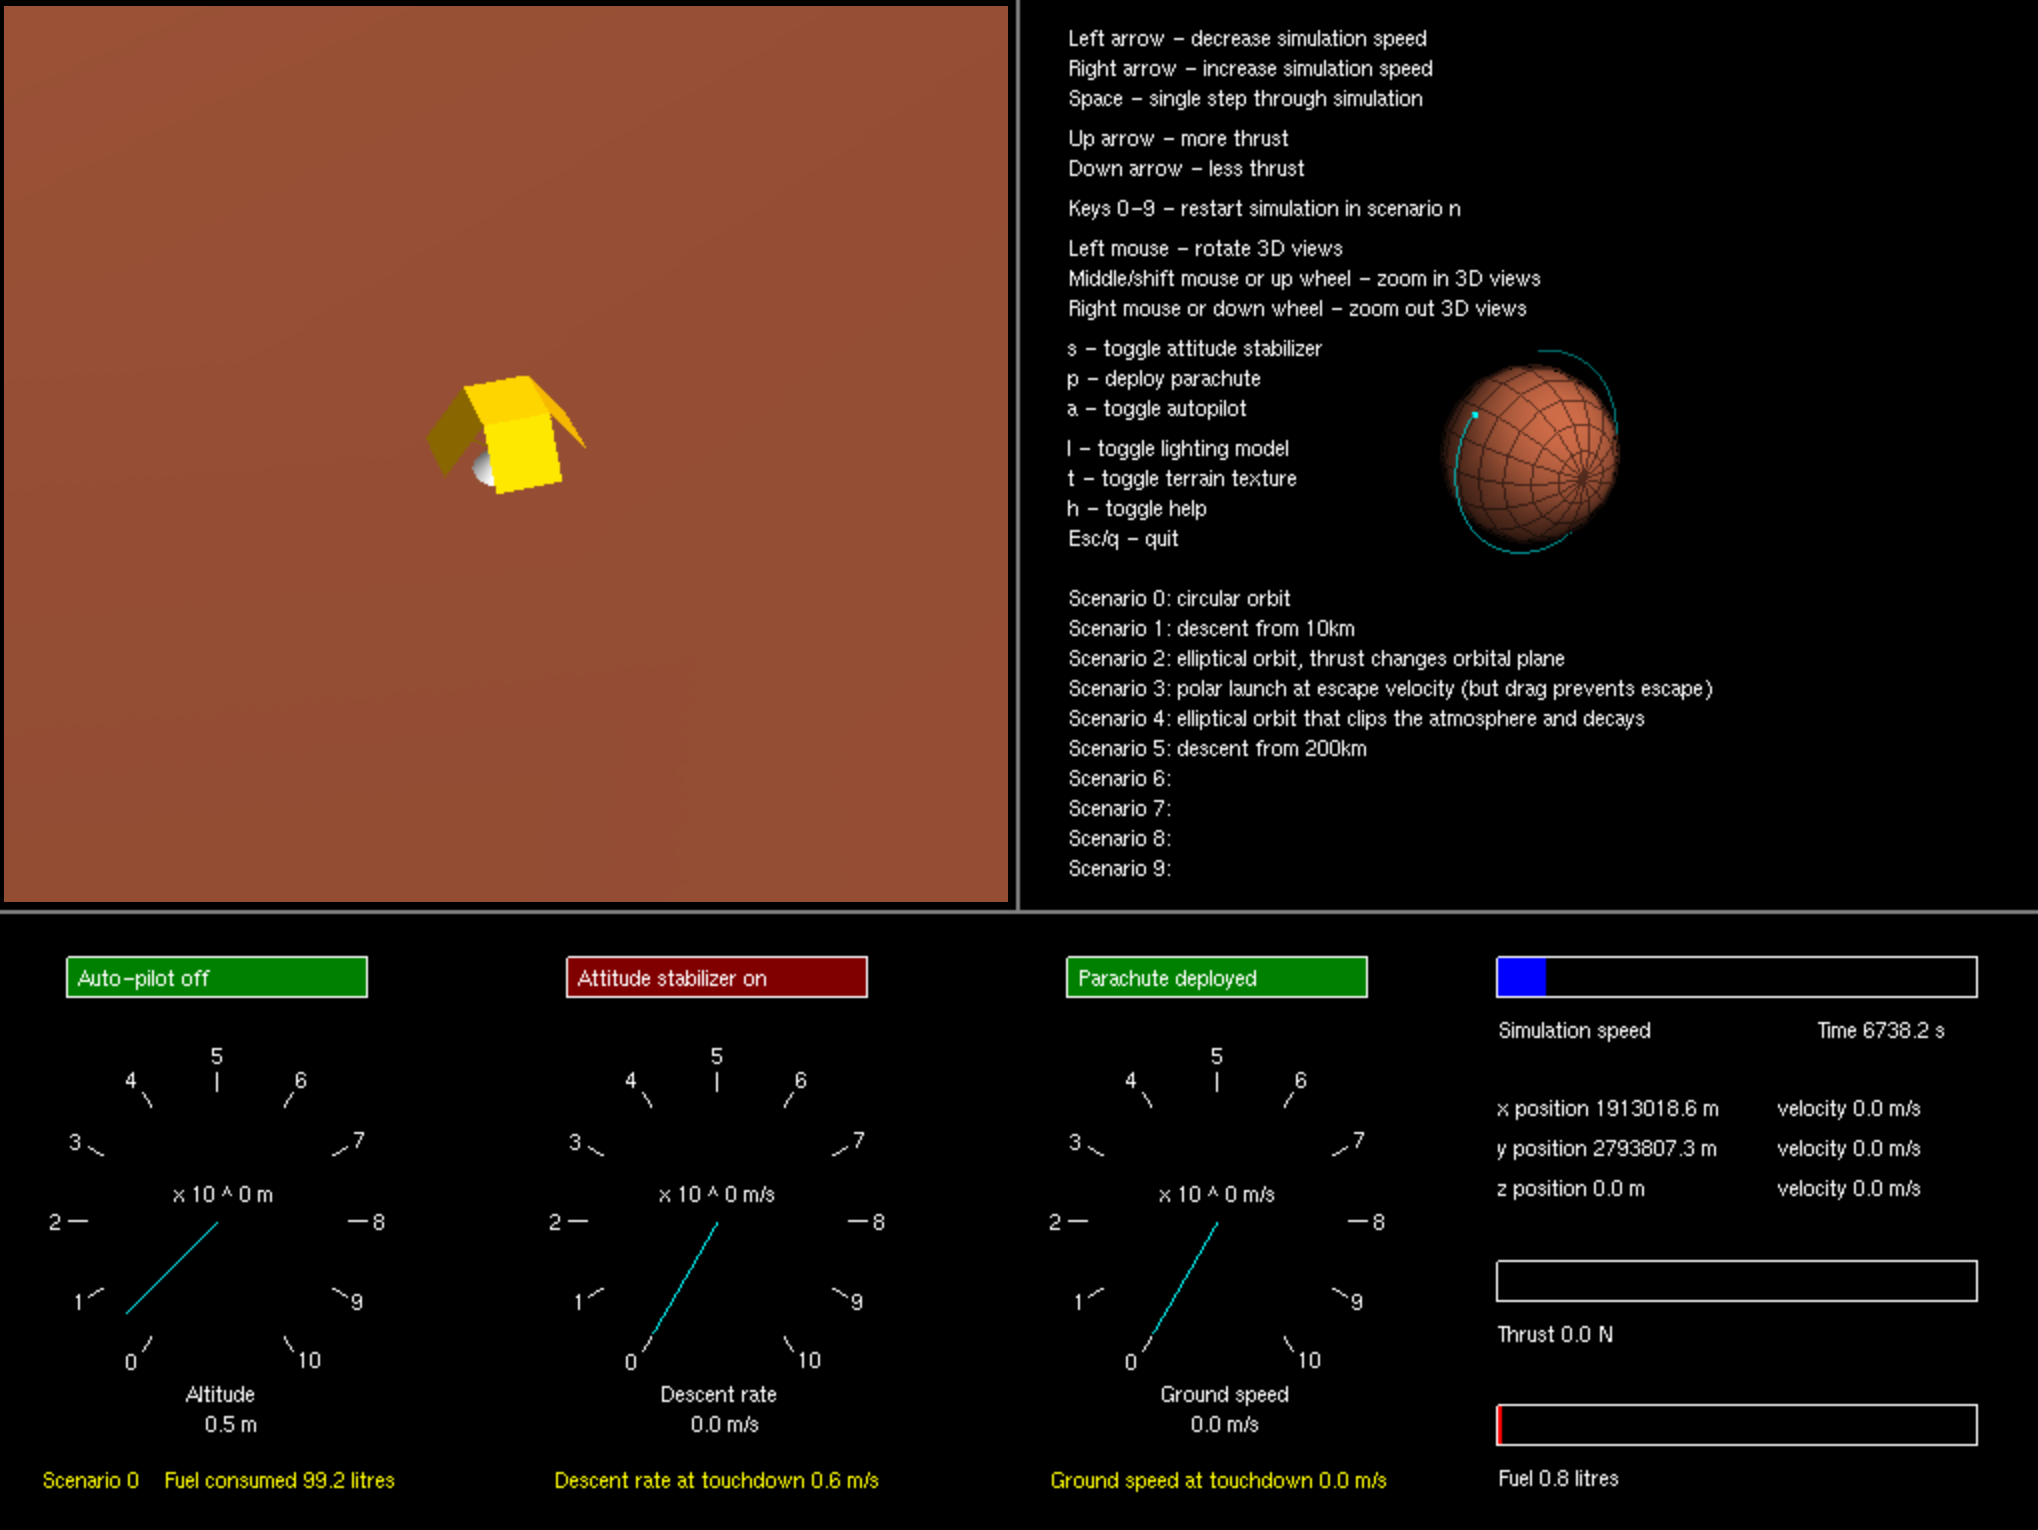 Left arrow – decrease simulation speed
Right arrow – increase simulation speed
Space – single step through simulation
Up arrow – more thrust
Down arrow – less thrust
Keys 0–9 – restart simulation in scenario n
Left mouse – rotate 3D views
Middle/shift mouse or up wheel – zoom in 3D views
Right mouse or down wheel – zoom out 3D views
s – toggle attitude stabilizer
p – deploy parachute
a – toggle autopilot
l – toggle lighting model
t – toggle terrain texture
h – toggle help
Esc/q – quit
Scenario 0: circular orbit
Scenario 1: descent from 10km
Scenario 2: elliptical orbit, thrust changes orbital plane
Scenario 3: polar launch at escape velocity (but drag prevents escape)
Scenario 4: elliptical orbit that clips the atmosphere and decays
Scenario 5: descent from 200km
Scenario 6:
Scenario 7:
Scenario 8:
Scenario 9:
Auto–pilot off
0 1 2 3 4 5 6 7 8 9 10
x 10 ^ 0 m
Altitude
0.5 m
Scenario 0 Fuel consumed 99.2 litres
Attitude stabilizer on
0 1 2 3 4 5 6 7 8 9 10
x 10 ^ 0 m/s
Descent rate
0.0 m/s
Descent rate at touchdown 0.6 m/s
Parachute deployed
0 1 2 3 4 5 6 7 8 9 10
x 10 ^ 0 m/s
Ground speed
0.0 m/s
Ground speed at touchdown 0.0 m/s
Simulation speed Time 6738.2 s
x position 1913018.6 m velocity 0.0 m/s
y position 2793807.3 m velocity 0.0 m/s
z position 0.0 m velocity 0.0 m/s
Thrust 0.0 N
Fuel 0.8 litres